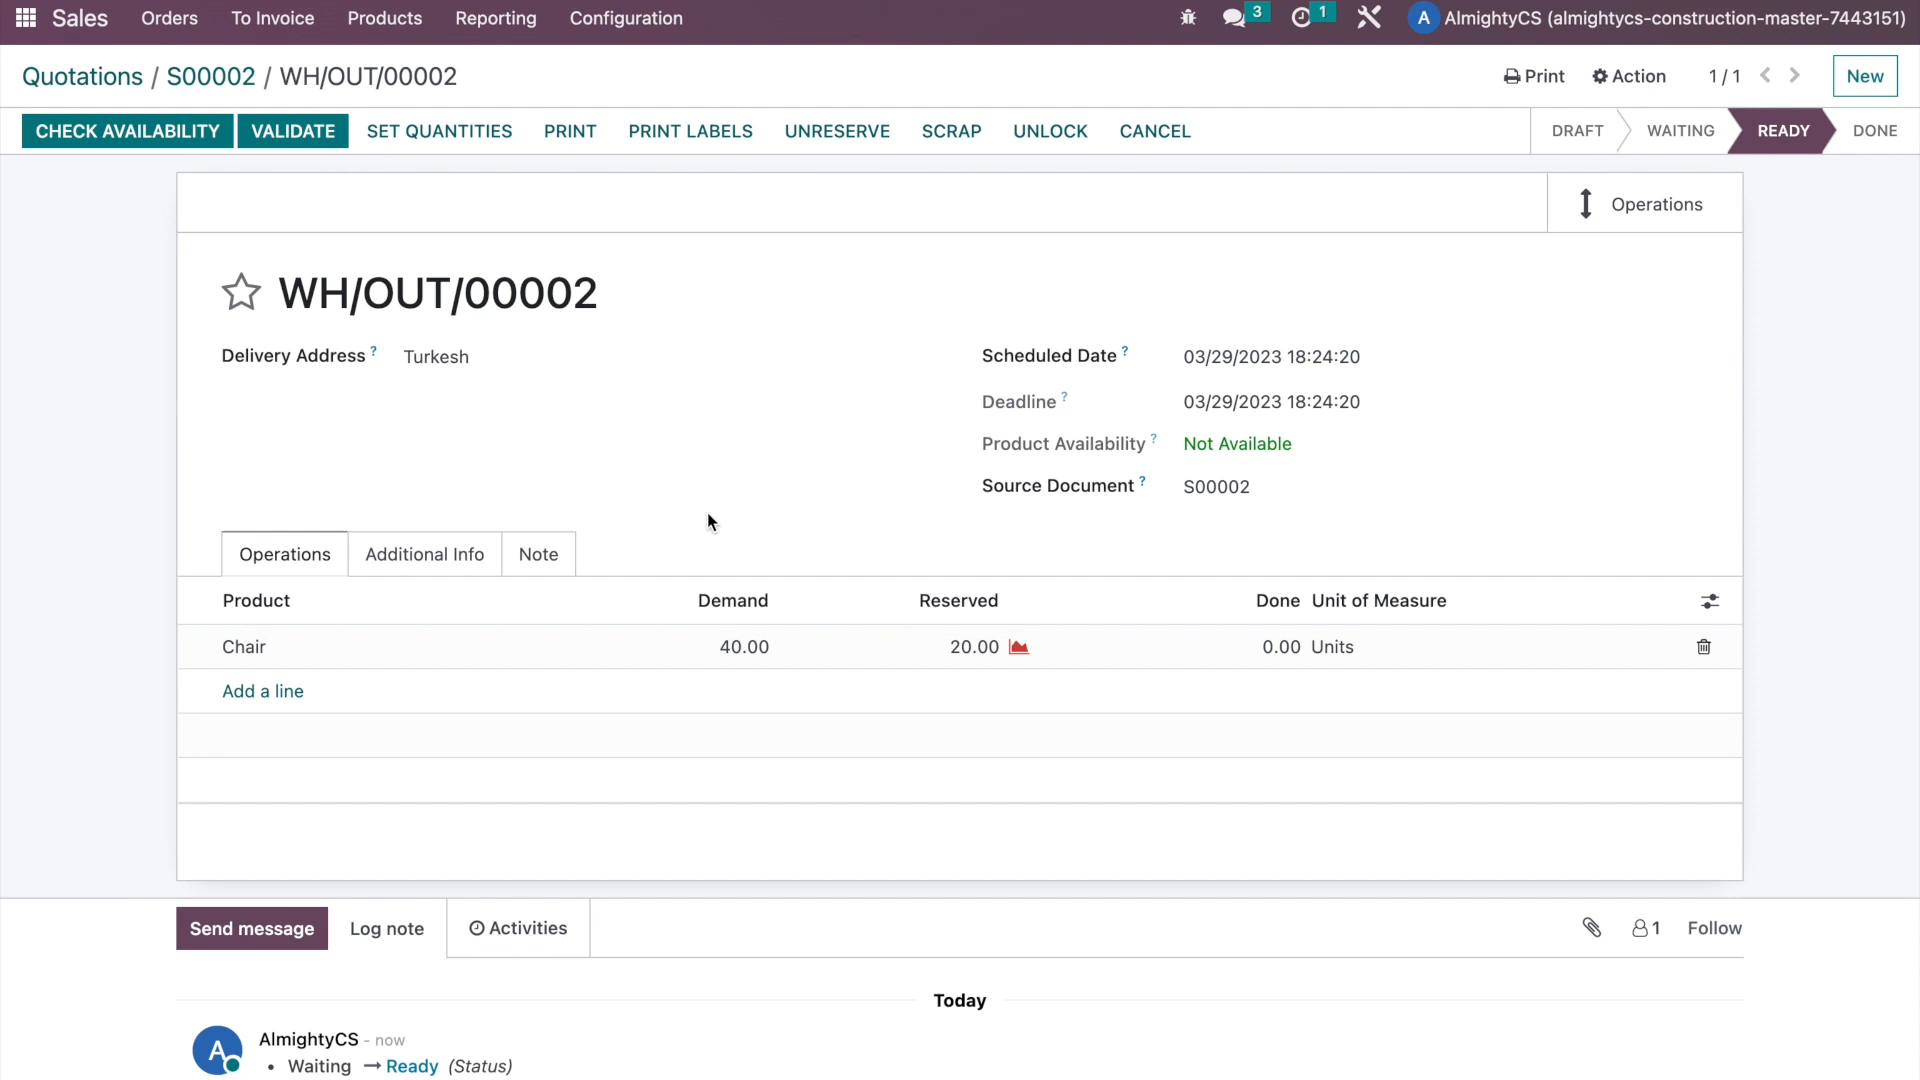 Sales Orders To Invoice Products Reporting Configuration 3 1 A AlmightyCS (almightycs-construction-master-7443151)
Quotations / S00002 / WH/OUT/00002 Print Action 1 / 1 New
CHECK AVAILABILITY VALIDATE SET QUANTITIES PRINT PRINT LABELS UNRESERVE SCRAP UNLOCK CANCEL DRAFT WAITING READY DONE
Operations
WH/OUT/00002
Delivery Address ? Turkesh Scheduled Date ? 03/29/2023 18:24:20
Deadline ? 03/29/2023 18:24:20
Product Availability ? Not Available
Source Document ? S00002
Operations Additional Info Note
Product Demand Reserved Done Unit of Measure
Chair 40.00 20.00 0.00 Units
Add a line
Send message Log note Activities 1 Follow
Today
A AlmightyCS - now
• Waiting → Ready (Status)